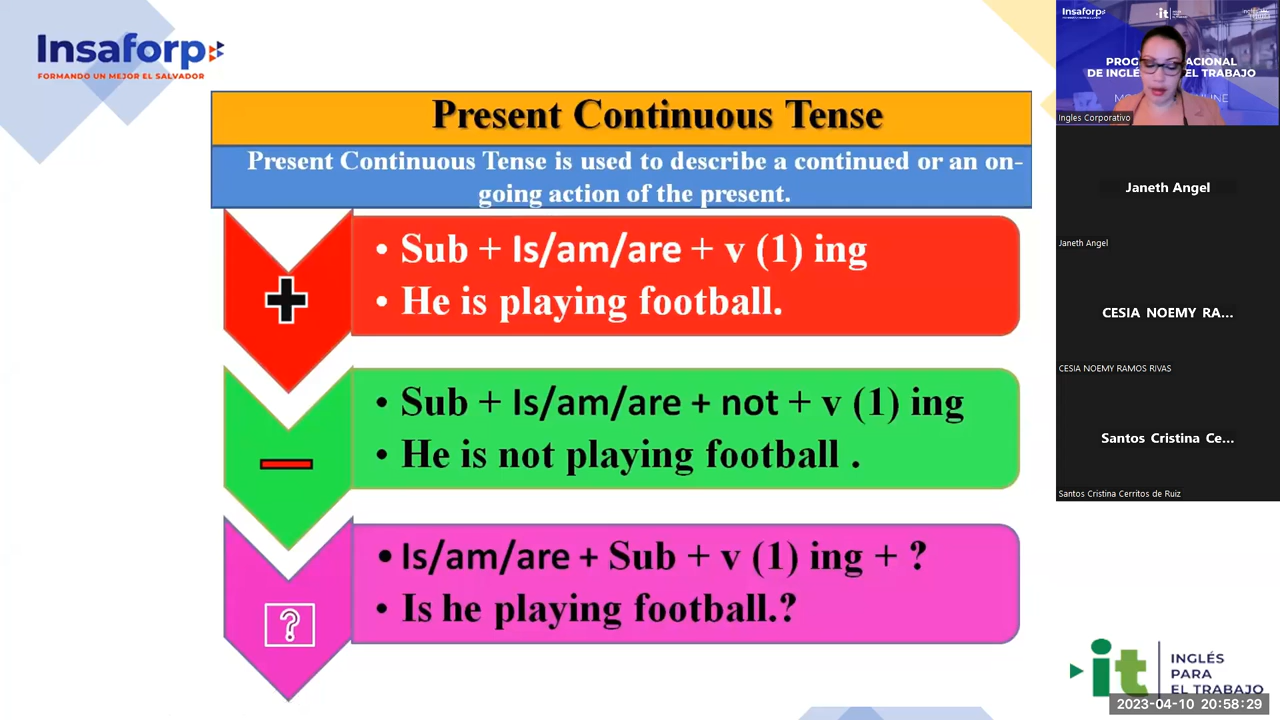 Insaforp
FORMANDO UN MEJOR EL SALVADOR
Present Continuous Tense
Present Continuous Tense is used to describe a continued or an on-
going action of the present.
• Sub + Is/am/are + v (1) ing
• He is playing football.
• Sub + Is/am/are + not + v (1) ing
• He is not playing football .
?
• Is/am/are + Sub + v (1) ing + ?
• Is he playing football.?
Insaforp
it
Ingles Corporativo
Janeth Angel
Janeth Angel
CESIA NOEMY RA...
CESIA NOEMY RAMOS RIVAS
Santos Cristina Ce...
Santos Cristina Cerritos de Ruiz
it
INGLÉS
PARA
EL TRABAJO
2023-04-10 20:58:29